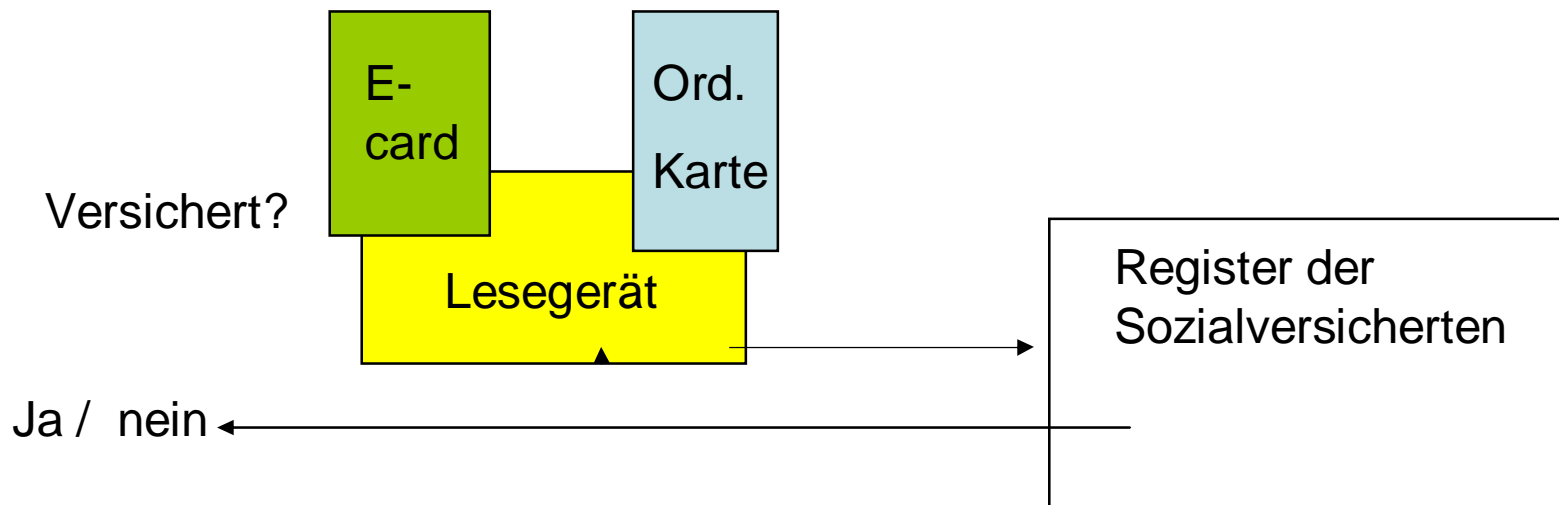 E-
card
Ord.
Karte
Versichert?
Lesegerät
Register der
Sozialversicherten
Ja / nein